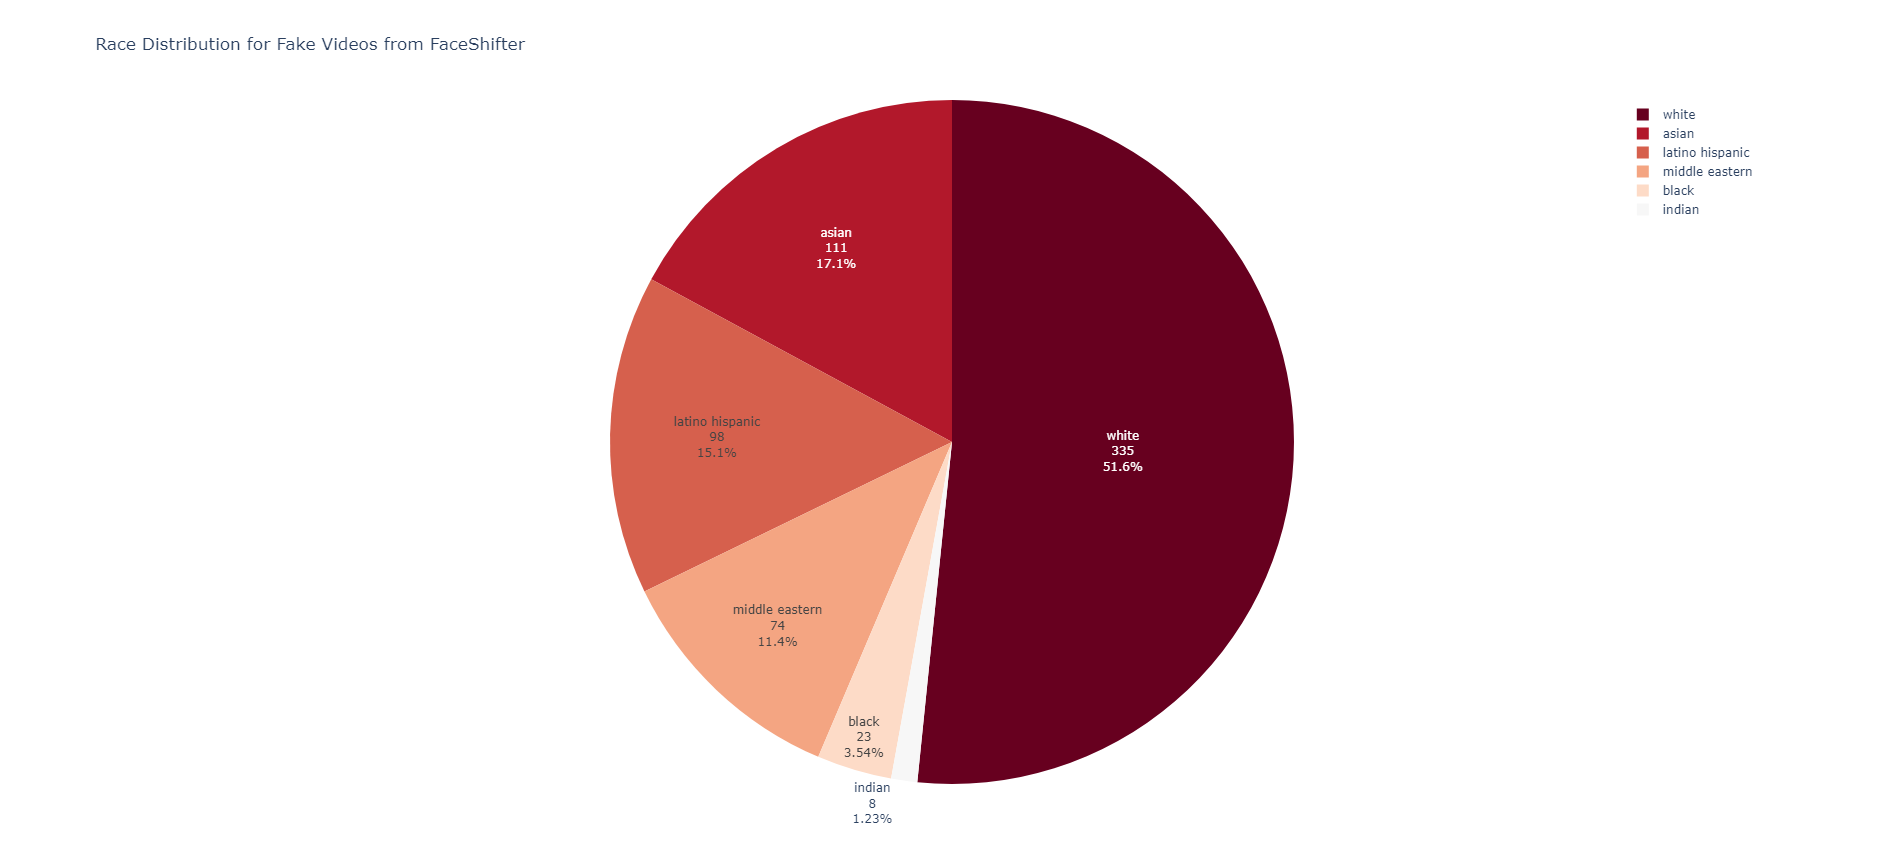 Race Distribution for Fake Videos from FaceShifter
white
asian
latino hispanic
middle eastern
black
indian
asian
111
17.1%
latino hispanic
98
15.1%
white
335
51.6%
middle eastern
74
11.4%
black
23
3.54%
indian
8
1.23%